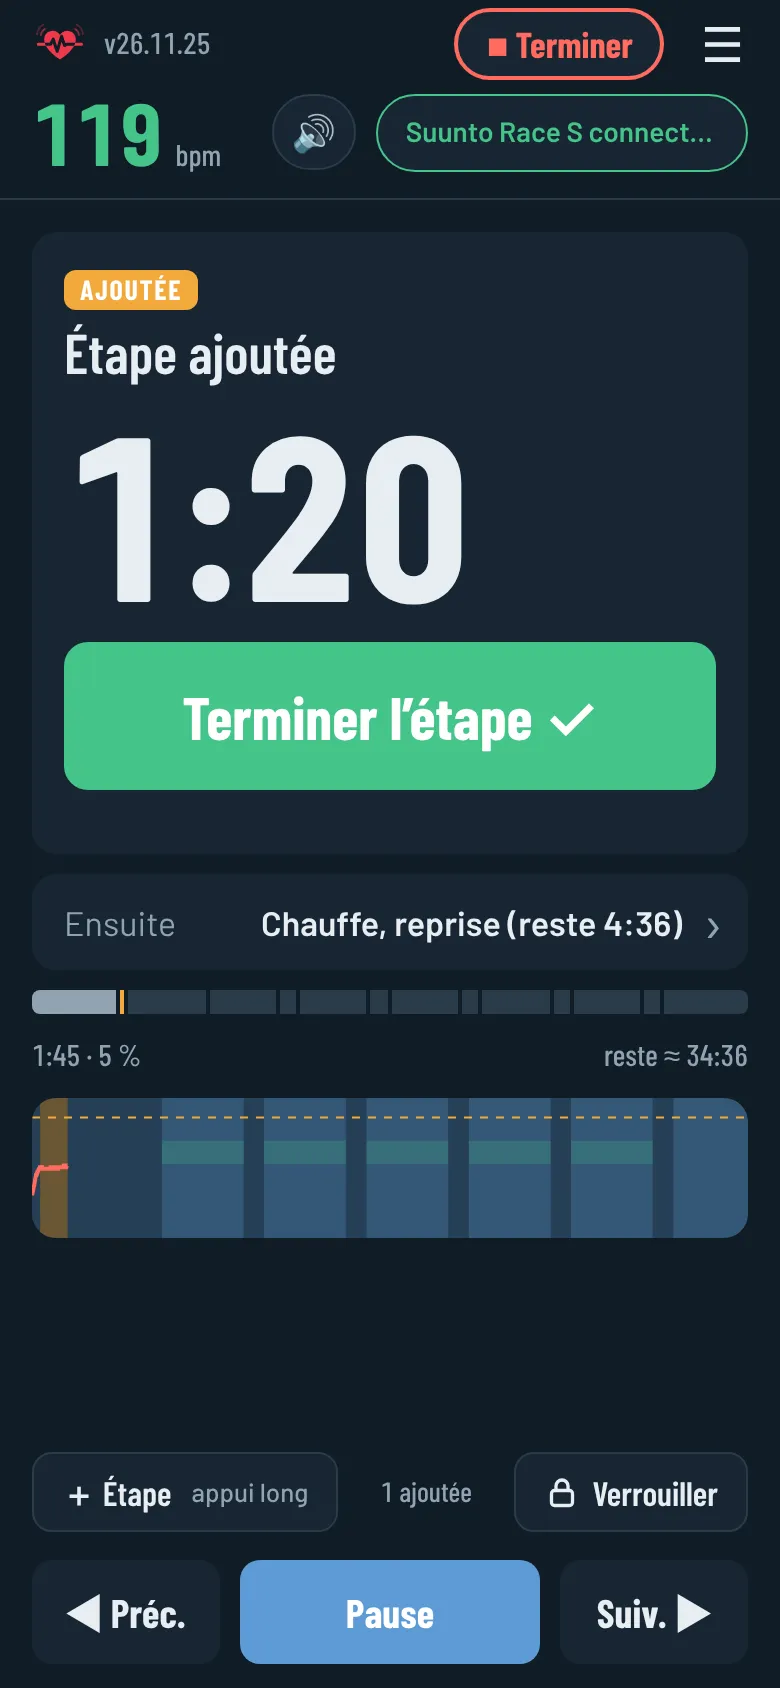 v26.11.25
■ Terminer
119 bpm
Suunto Race S connect...
AJOUTÉE
Étape ajoutée
1:20
Terminer l’étape ✓
Ensuite Chauffe, reprise (reste 4:36) ›
1:45 · 5 % reste ≈ 34:36
+ Étape appui long
1 ajoutée
Verrouiller
◀ Préc.
Pause
Suiv. ▶